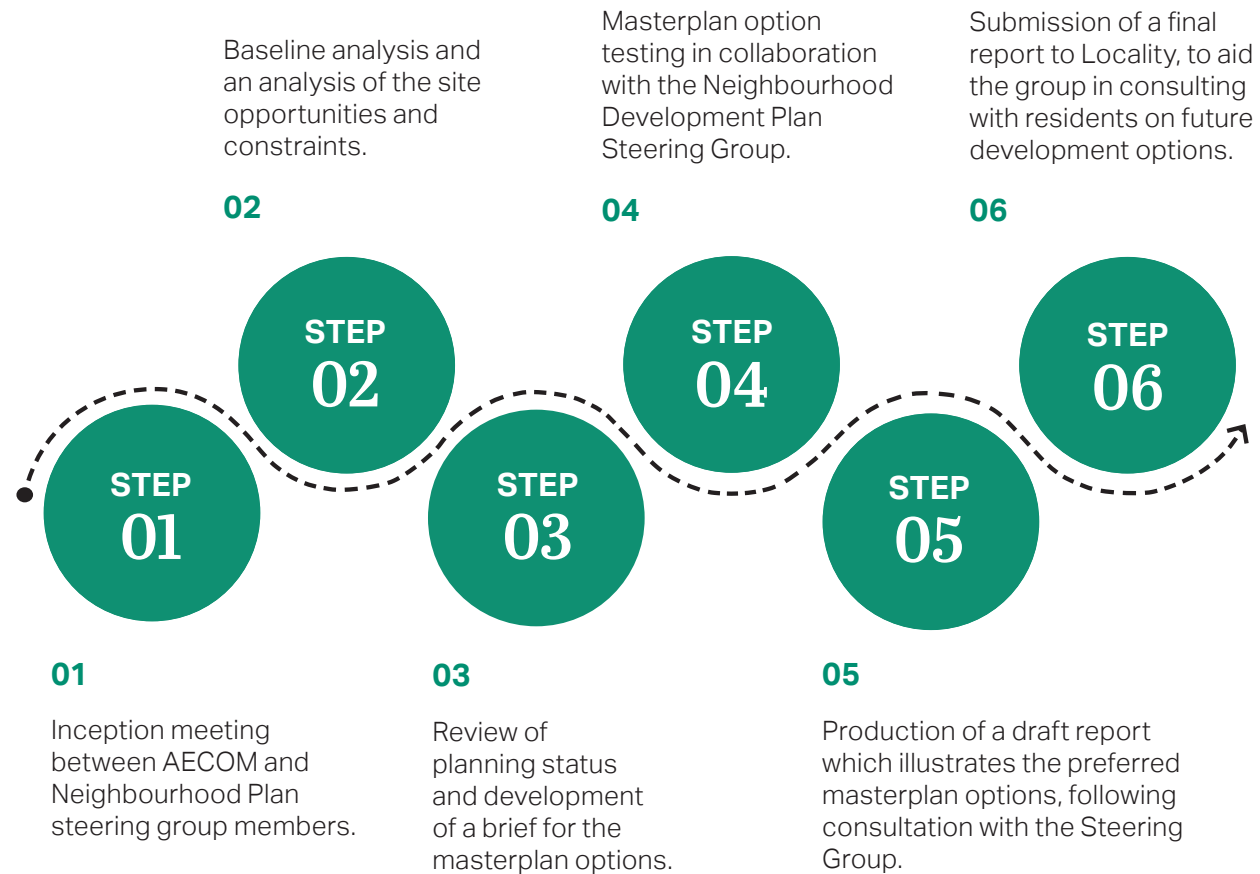 Baseline analysis and
an analysis of the site
opportunities and
constraints.
02
Masterplan option
testing in collaboration
with the Neighbourhood
Development Plan
Steering Group.
04
Submission of a final
report to Locality, to aid
the group in consulting
with residents on future
development options.
06
STEP
01
STEP
02
STEP
03
STEP
04
STEP
05
STEP
06
01
Inception meeting
between AECOM and
Neighbourhood Plan
steering group members.
03
Review of
planning status
and development
of a brief for the
masterplan options.
05
Production of a draft report
which illustrates the preferred
masterplan options, following
consultation with the Steering
Group.